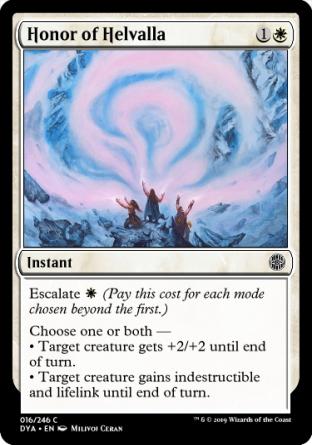 Honor of Helvalla 1
Instant
Escalate (Pay this cost for each mode
chosen beyond the first.)
Choose one or both —
• Target creature gets +2/+2 until end
of turn.
• Target creature gains indestructible
and lifelink until end of turn.
016/246 C
DYA • EN Milivoj Ceran
™ & © 2019 Wizards of the Coast